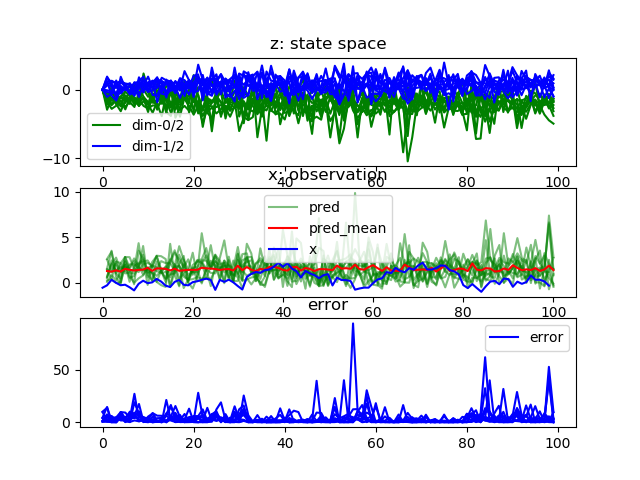 z: state space
0
−10
dim-0/2
dim-1/2
0 20 40 60 80 100
x: observation
10
5
0
pred
pred_mean
x
0 20 40 60 80 100
error
50
0
error
0 20 40 60 80 100